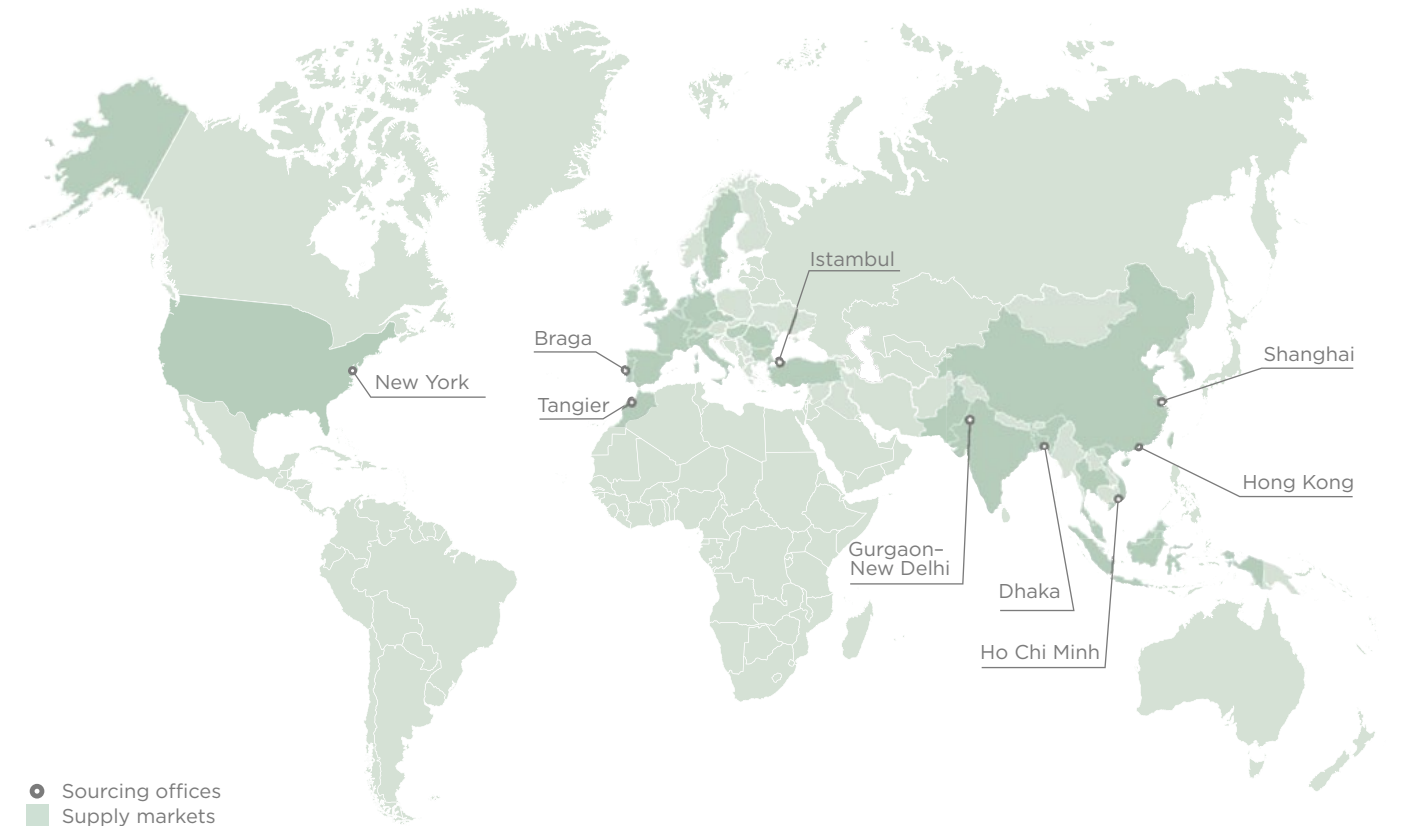 Istambul
Braga
Shanghai
New York
Tangier
Hong Kong
Gurgaon–
New Delhi
Dhaka
Ho Chi Minh
Sourcing offices
Supply markets